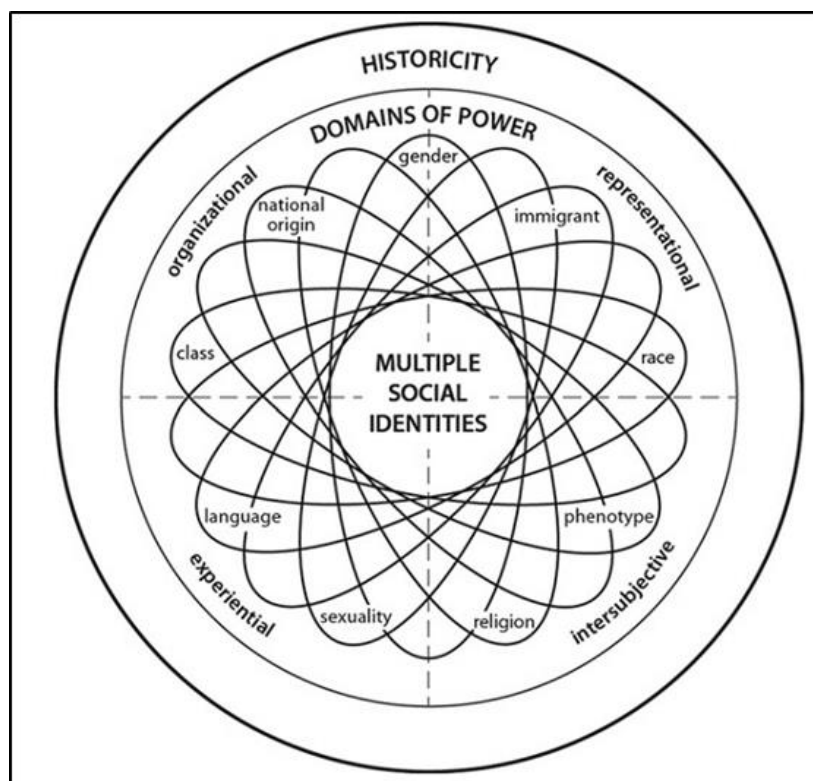 HISTORICITY
DOMAINS OF POWER
gender
national
origin
immigrant
organizational
representational
class
race
MULTIPLE
SOCIAL
IDENTITIES
language
phenotype
experiential
intersubjective
sexuality
religion